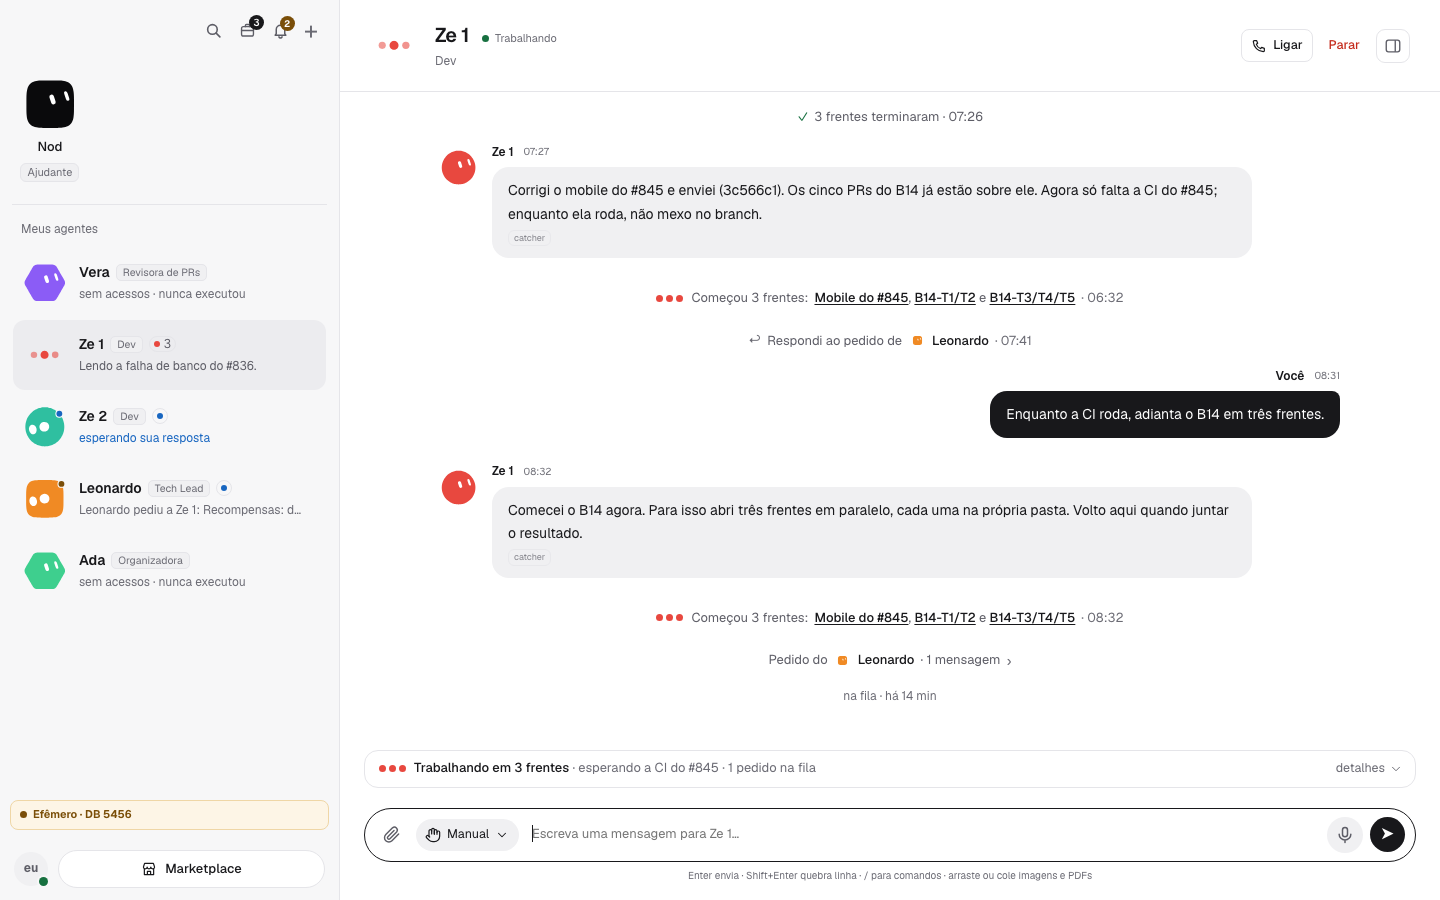 3
2
Nod
Ajudante
Meus agentes
Vera Revisora de PRs
sem acessos · nunca executou
Ze 1 Dev 3
Lendo a falha de banco do #836.
Ze 2 Dev
esperando sua resposta
Leonardo Tech Lead
Leonardo pediu a Ze 1: Recompensas: d…
Ada Organizadora
sem acessos · nunca executou
Efêmero · DB 5456
eu
Marketplace
Ze 1 Trabalhando
Dev
Ligar
Parar
3 frentes terminaram · 07:26
Ze 1 07:27
Corrigi o mobile do #845 e enviei (3c566c1). Os cinco PRs do B14 já estão sobre ele. Agora só falta a CI do #845;
enquanto ela roda, não mexo no branch.
catcher
Começou 3 frentes: Mobile do #845, B14-T1/T2 e B14-T3/T4/T5 · 06:32
Respondi ao pedido de Leonardo · 07:41
Você 08:31
Enquanto a CI roda, adianta o B14 em três frentes.
Ze 1 08:32
Comecei o B14 agora. Para isso abri três frentes em paralelo, cada uma na própria pasta. Volto aqui quando juntar
o resultado.
catcher
Começou 3 frentes: Mobile do #845, B14-T1/T2 e B14-T3/T4/T5 · 08:32
Pedido do Leonardo · 1 mensagem ›
na fila · há 14 min
Trabalhando em 3 frentes · esperando a CI do #845 · 1 pedido na fila
detalhes
Manual
Escreva uma mensagem para Ze 1…
Enter envia · Shift+Enter quebra linha · / para comandos · arraste ou cole imagens e PDFs